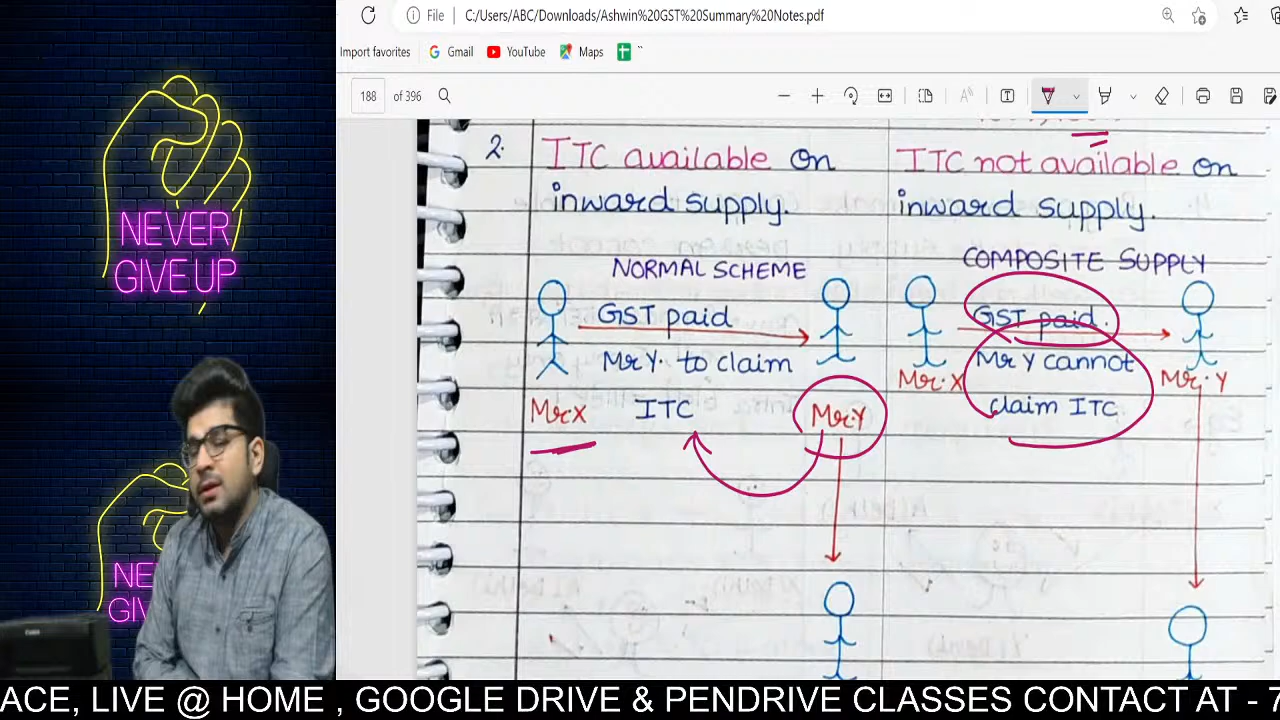 File C:/Users/ABC/Downloads/Ashwin%20GST%20Summary%20Notes.pdf
Import favorites Gmail YouTube Maps
188 of 396
2. ITC available on
inward supply.
NORMAL SCHEME
GST paid
Mr Y. to claim
ITC
Mr.X
Mr.Y
ITC not available on
inward supply.
COMPOSITE SUPPLY
GST paid.
Mr Y cannot
claim ITC
Mr.X
Mr.Y
NEVER
GIVE UP
NE
GIV
ACE, LIVE @ HOME , GOOGLE DRIVE & PENDRIVE CLASSES CONTACT AT - 7